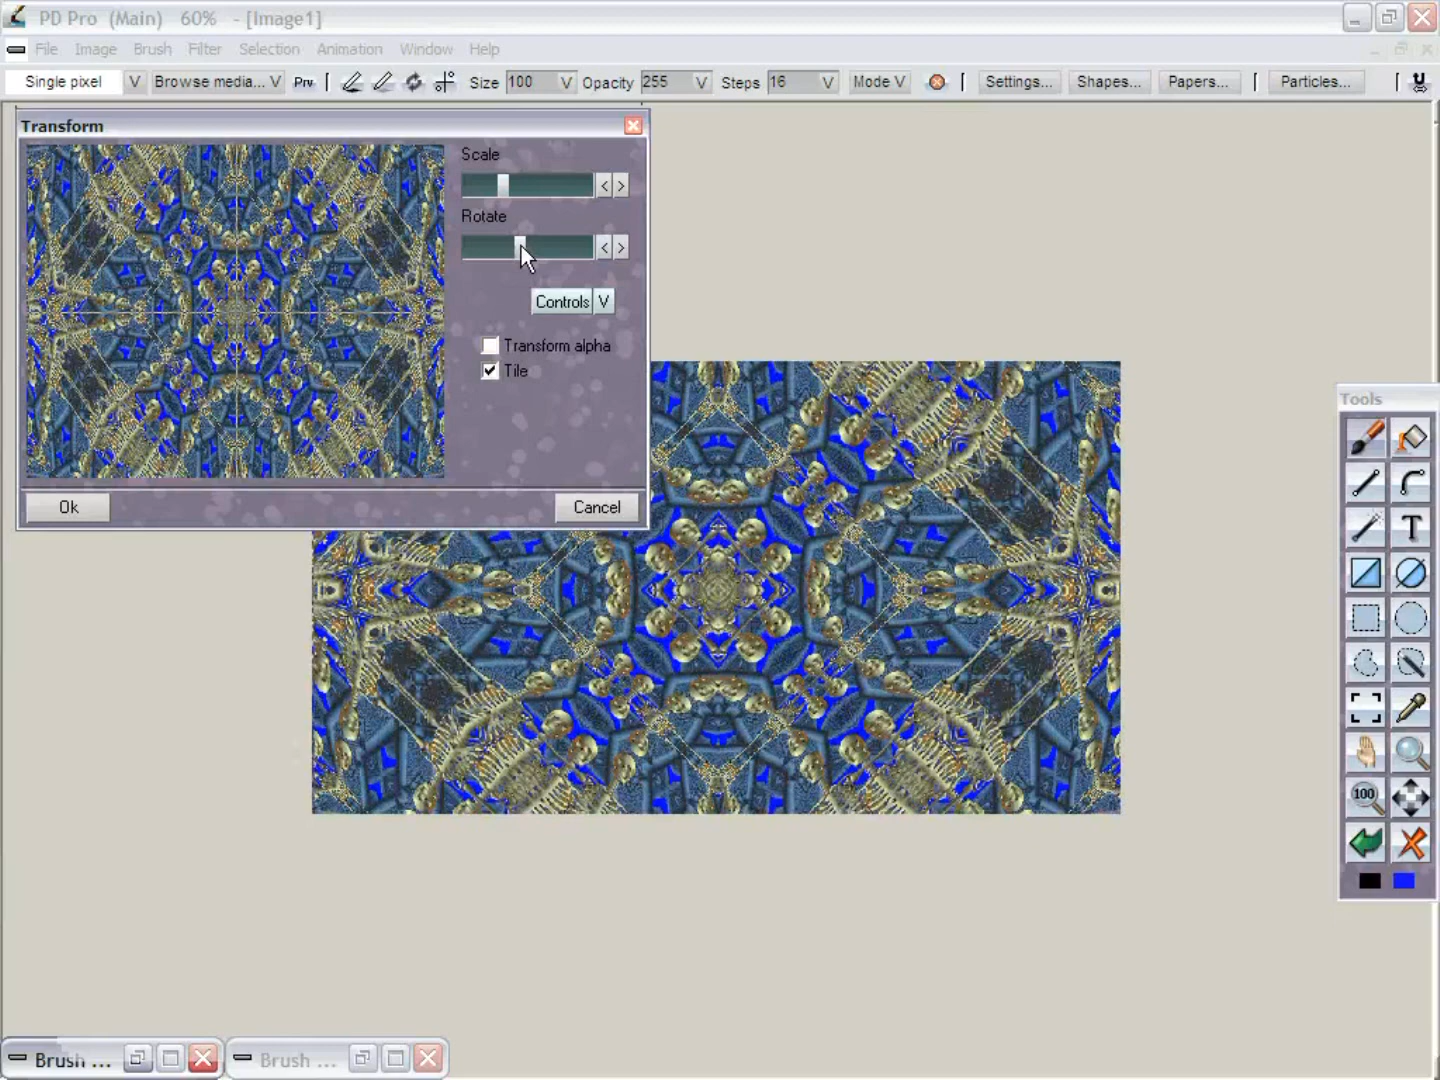 PD Pro (Main) 60% - [Image1]
File Image Brush Filter Selection Animation Window Help
Single pixel V Browse media... V Prv Size 100 V Opacity 255 V Steps 16 V Mode V Settings... Shapes... Papers... Particles...
Transform
Scale
< >
Rotate
< >
Controls V
Transform alpha
Tile
Ok Cancel
Tools
T
100
Brush ... Brush ...